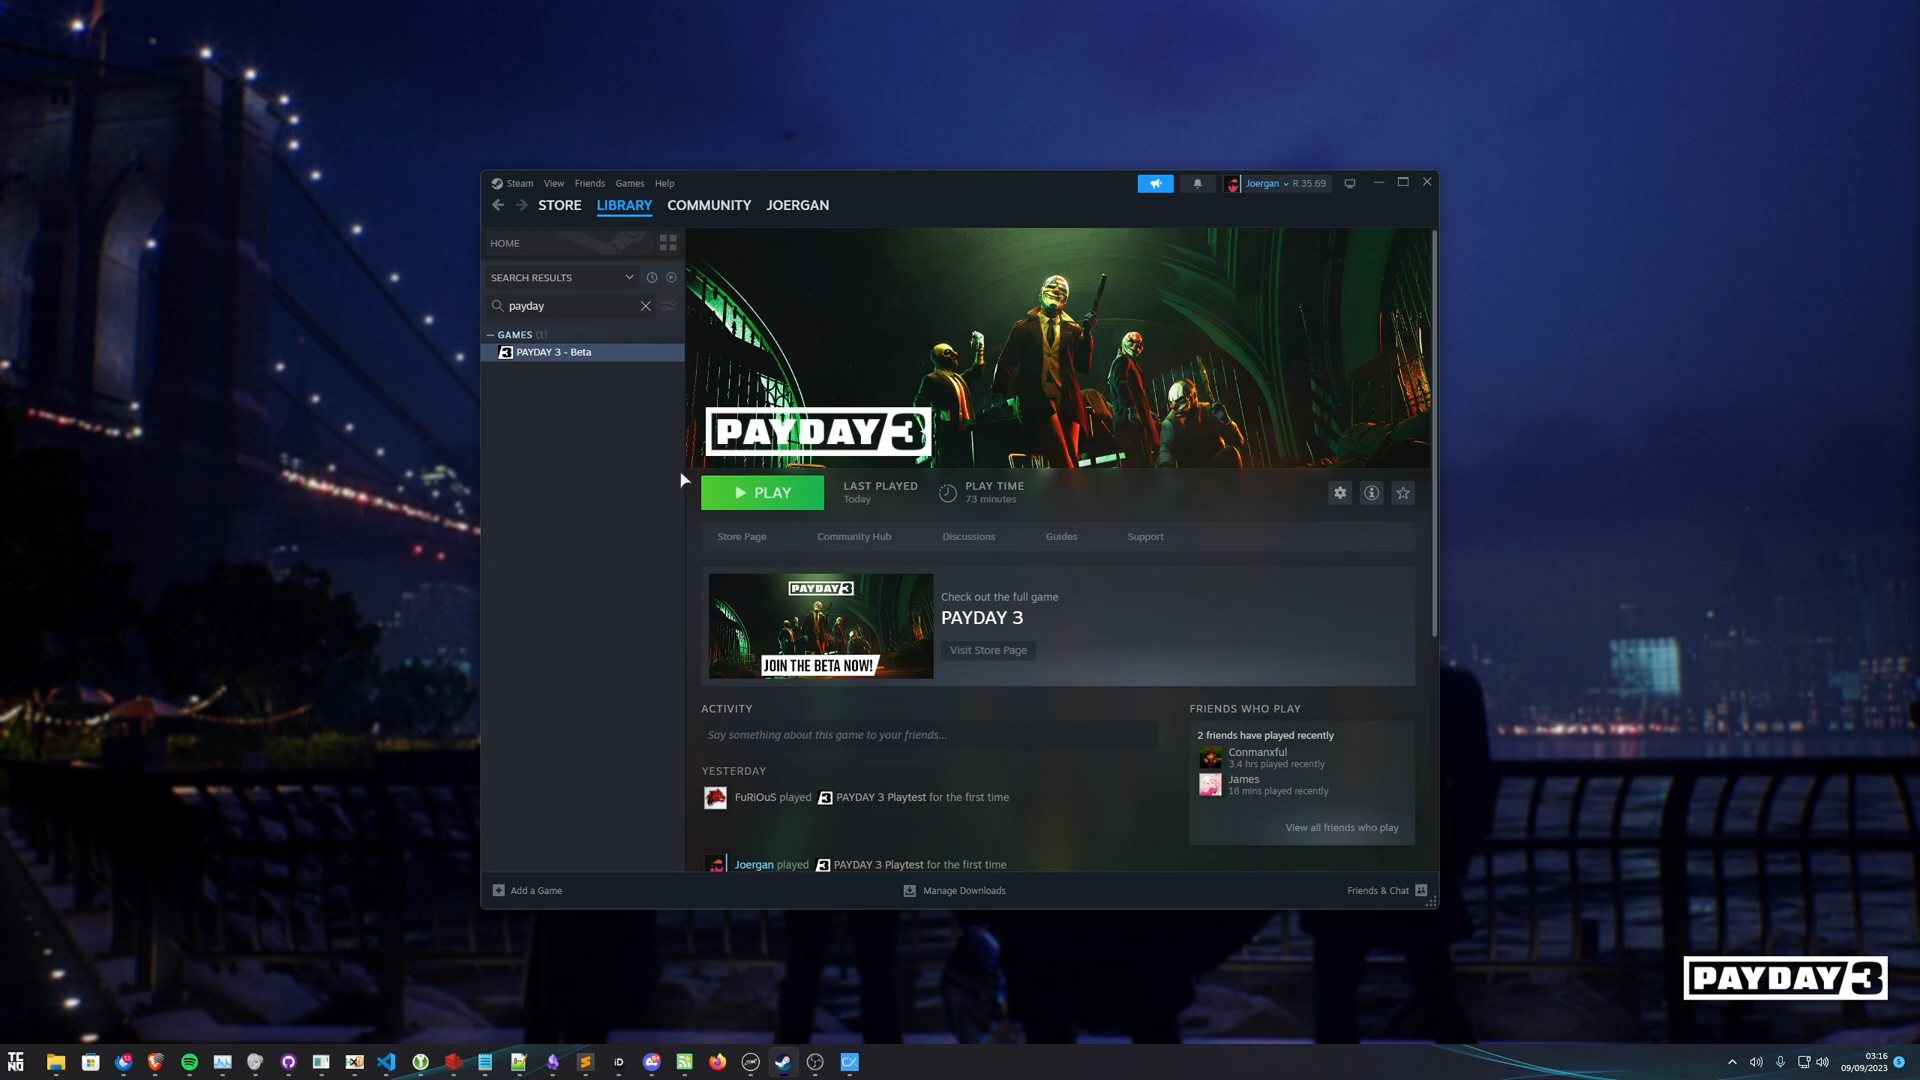 Steam View Friends Games Help
Joergan R 35.69
STORE LIBRARY COMMUNITY JOERGAN
HOME
SEARCH RESULTS
payday
GAMES (1)
PAYDAY 3 - Beta
PAYDAY 3
PLAY
LAST PLAYED
Today
PLAY TIME
73 minutes
Store Page Community Hub Discussions Guides Support
PAYDAY 3
JOIN THE BETA NOW!
Check out the full game
PAYDAY 3
Visit Store Page
ACTIVITY
Say something about this game to your friends...
YESTERDAY
FuRiOuS played PAYDAY 3 Playtest for the first time
Joergan played PAYDAY 3 Playtest for the first time
FRIENDS WHO PLAY
2 friends have played recently
Conmanxful
3.4 hrs played recently
James
18 mins played recently
View all friends who play
Add a Game
Manage Downloads
Friends & Chat
PAYDAY 3
TC
NO
iD
03:16
09/09/2023
5